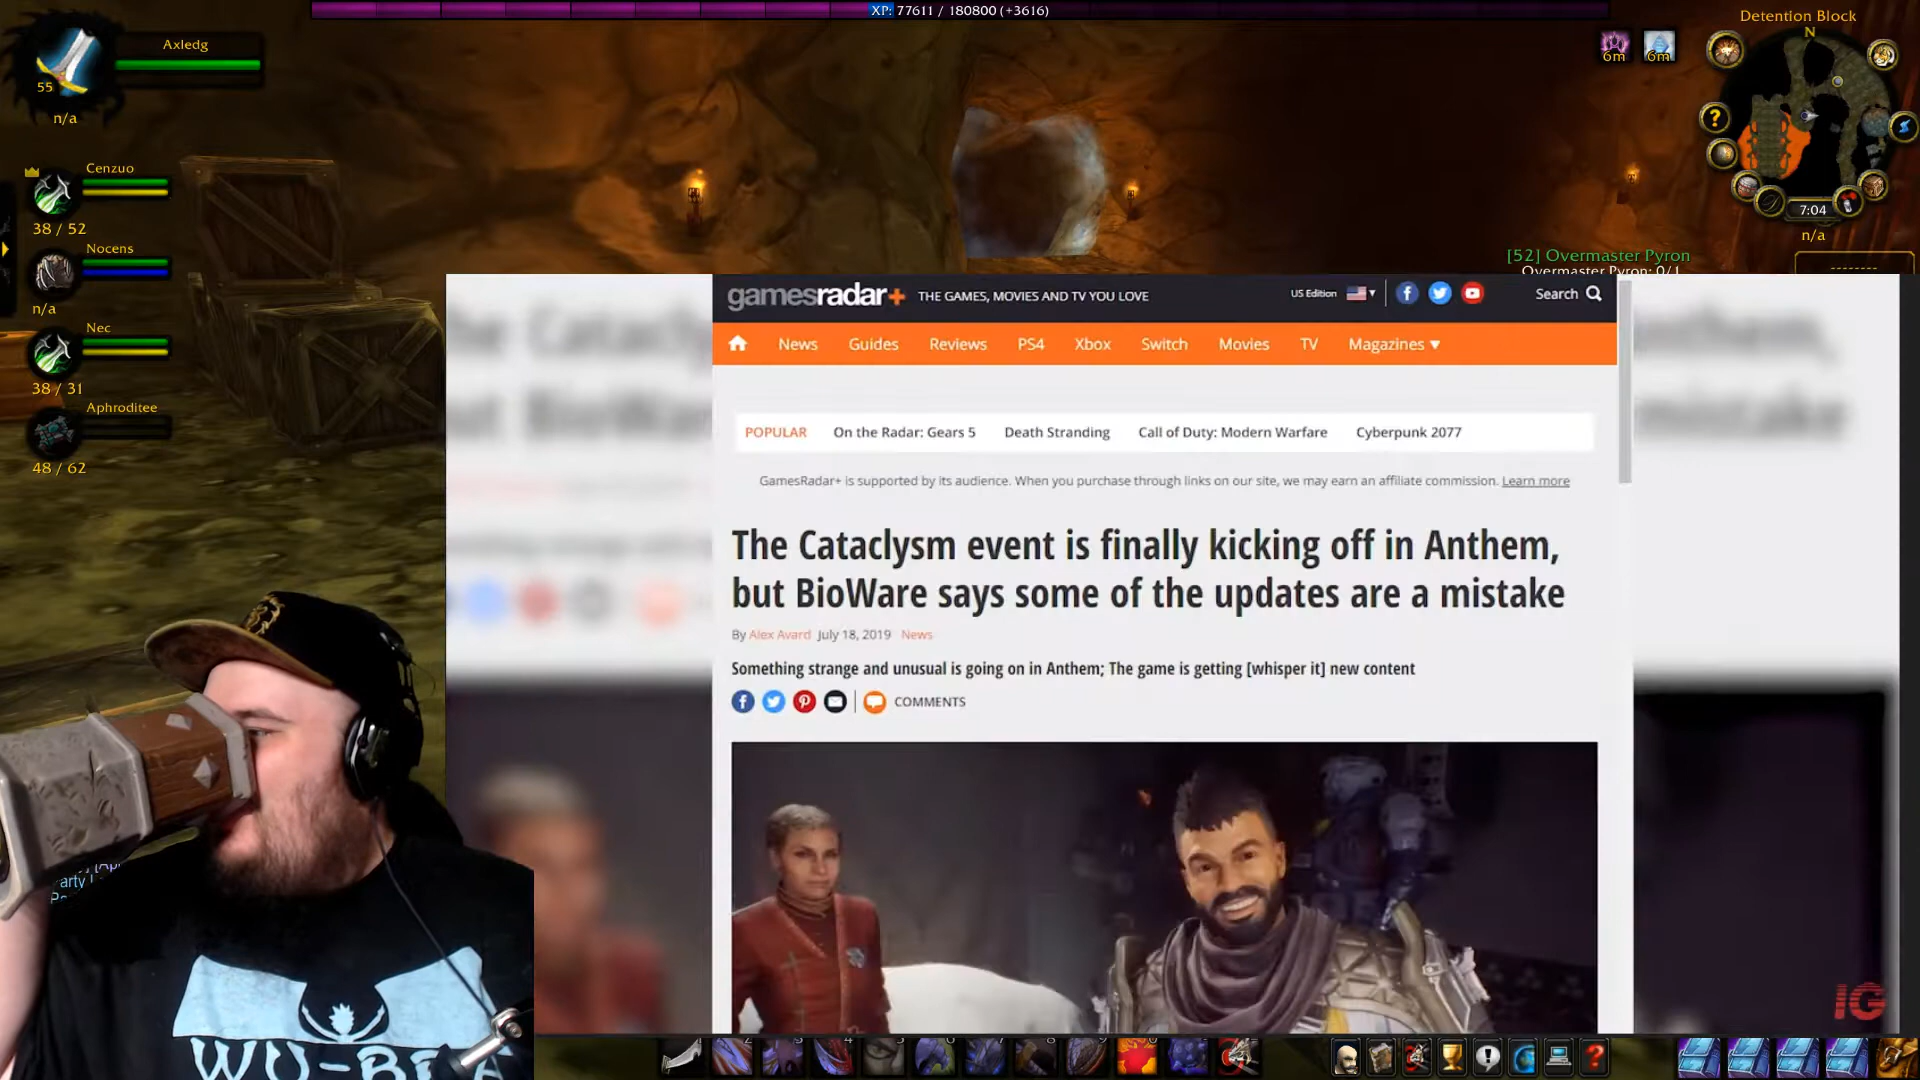 XP: 77611 / 180800 (+3616)
Detention Block
N
Axledg
55
n/a
6m
6m
Cenzuo
38 / 52
Nocens
n/a
Nec
38 / 31
Aphroditee
48 / 62
7:04
n/a
[52] Overmaster Pyron
Overmaster Pyron: 0/1
gamesradar+ THE GAMES, MOVIES AND TV YOU LOVE
US Edition
Search
News Guides Reviews PS4 Xbox Switch Movies TV Magazines
POPULAR On the Radar: Gears 5 Death Stranding Call of Duty: Modern Warfare Cyberpunk 2077
GamesRadar+ is supported by its audience. When you purchase through links on our site, we may earn an affiliate commission. Learn more
The Cataclysm event is finally kicking off in Anthem,
but BioWare says some of the updates are a mistake
By Alex Avard July 18, 2019 News
Something strange and unusual is going on in Anthem; The game is getting [whisper it] new content
COMMENTS
IG